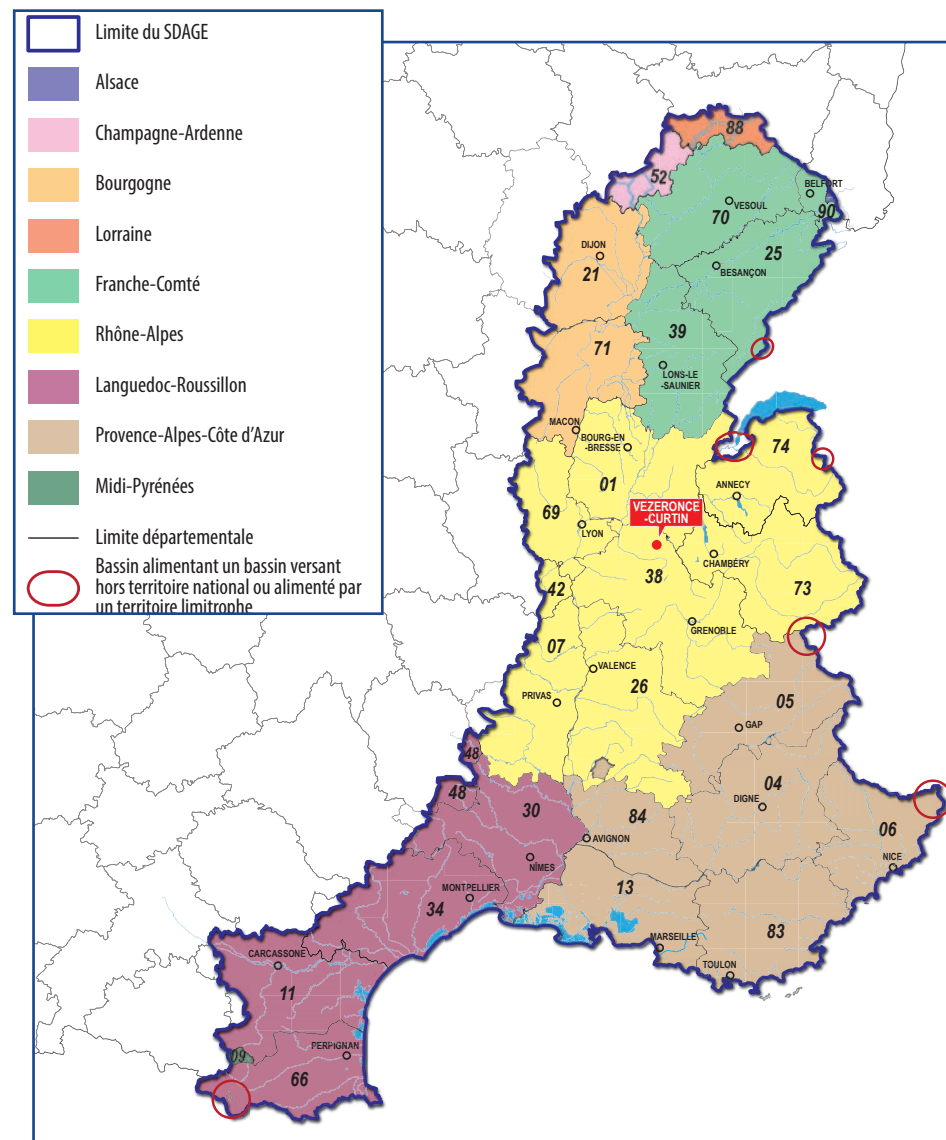 Limite du SDAGE
Alsace
Champagne-Ardenne
Bourgogne
Lorraine
Franche-Comté
Rhône-Alpes
Languedoc-Roussillon
Provence-Alpes-Côte d'Azur
Midi-Pyrénées
Limite départementale
Bassin alimentant un bassin versant
hors territoire national ou alimenté par
un territoire limitrophe
88
52
BELFORT
90
70
VESOUL
25
DIJON
21
BESANÇON
39
71
LONS-LE
-SAUNIER
MACON
BOURG-EN
-BRESSE
74
01
ANNECY
69
VEZERONCE
-CURTIN
LYON
CHAMBÉRY
38
42
73
GRENOBLE
07
VALENCE
26
PRIVAS
05
GAP
48
48
30
04
DIGNE
84
06
AVIGNON
NÎMES
NICE
MONTPELLIER
13
34
83
MARSEILLE
CARCASSONE
TOULON
11
09
PERPIGNAN
66